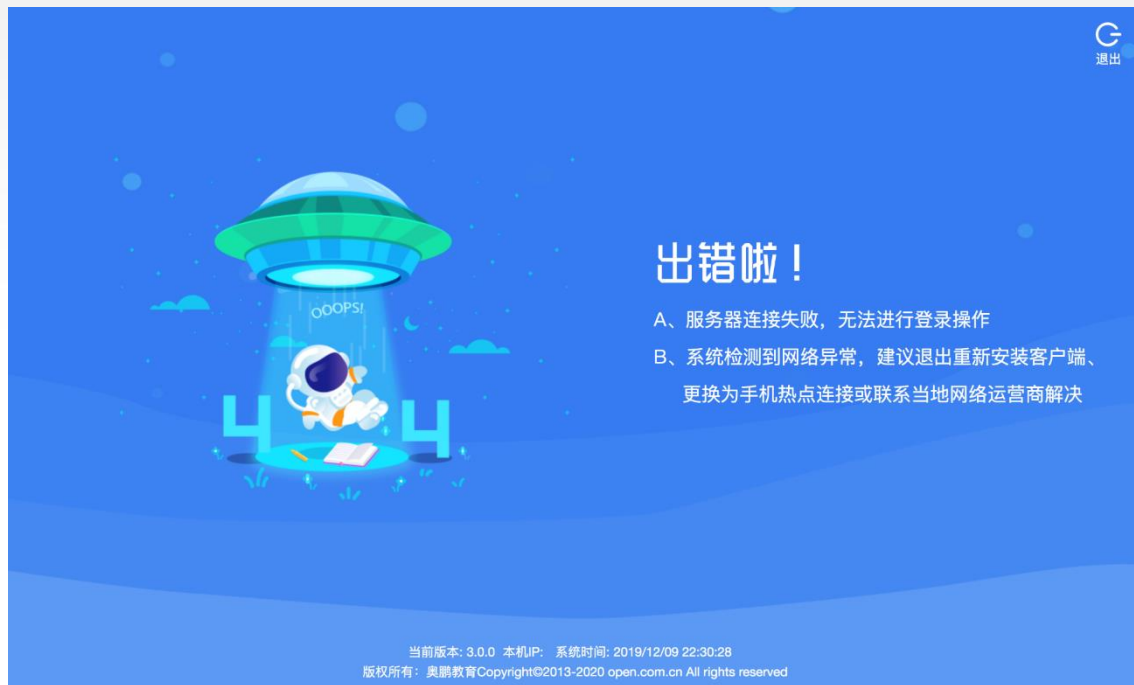 退出
OOOPS!
4 4
出错啦！
A、服务器连接失败，无法进行登录操作
B、系统检测到网络异常，建议退出重新安装客户端、
更换为手机热点连接或联系当地网络运营商解决
当前版本: 3.0.0 本机IP: 系统时间: 2019/12/09 22:30:28
版权所有：奥鹏教育Copyright©2013-2020 open.com.cn All rights reserved